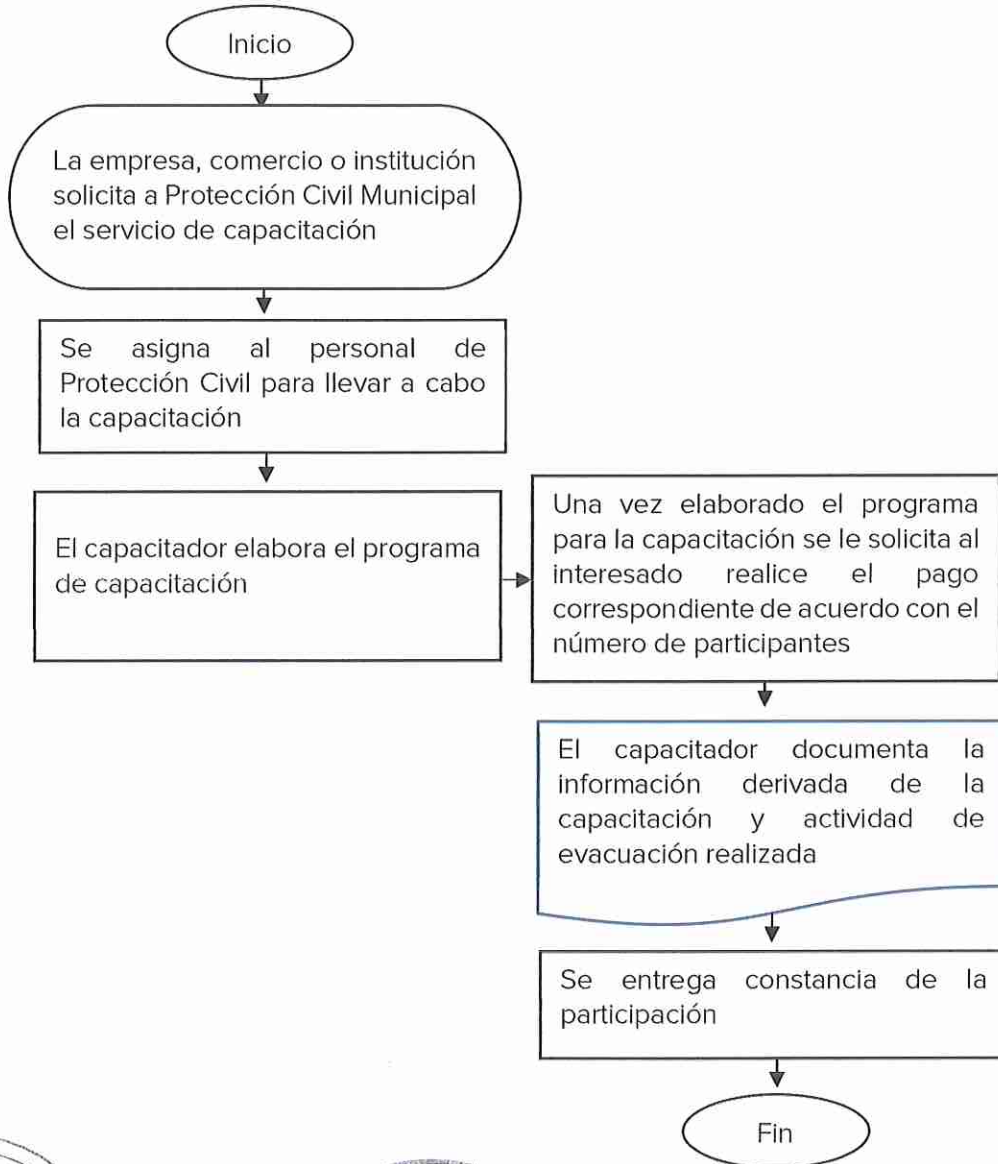 Inicio
La empresa, comercio o institución
solicita a Protección Civil Municipal
el servicio de capacitación
Se asigna al personal de
Protección Civil para llevar a cabo
la capacitación
El capacitador elabora el programa
de capacitación
Una vez elaborado el programa
para la capacitación se le solicita al
interesado realice el pago
correspondiente de acuerdo con el
número de participantes
El capacitador documenta la
información derivada de la
capacitación y actividad de
evacuación realizada
Se entrega constancia de la
participación
Fin